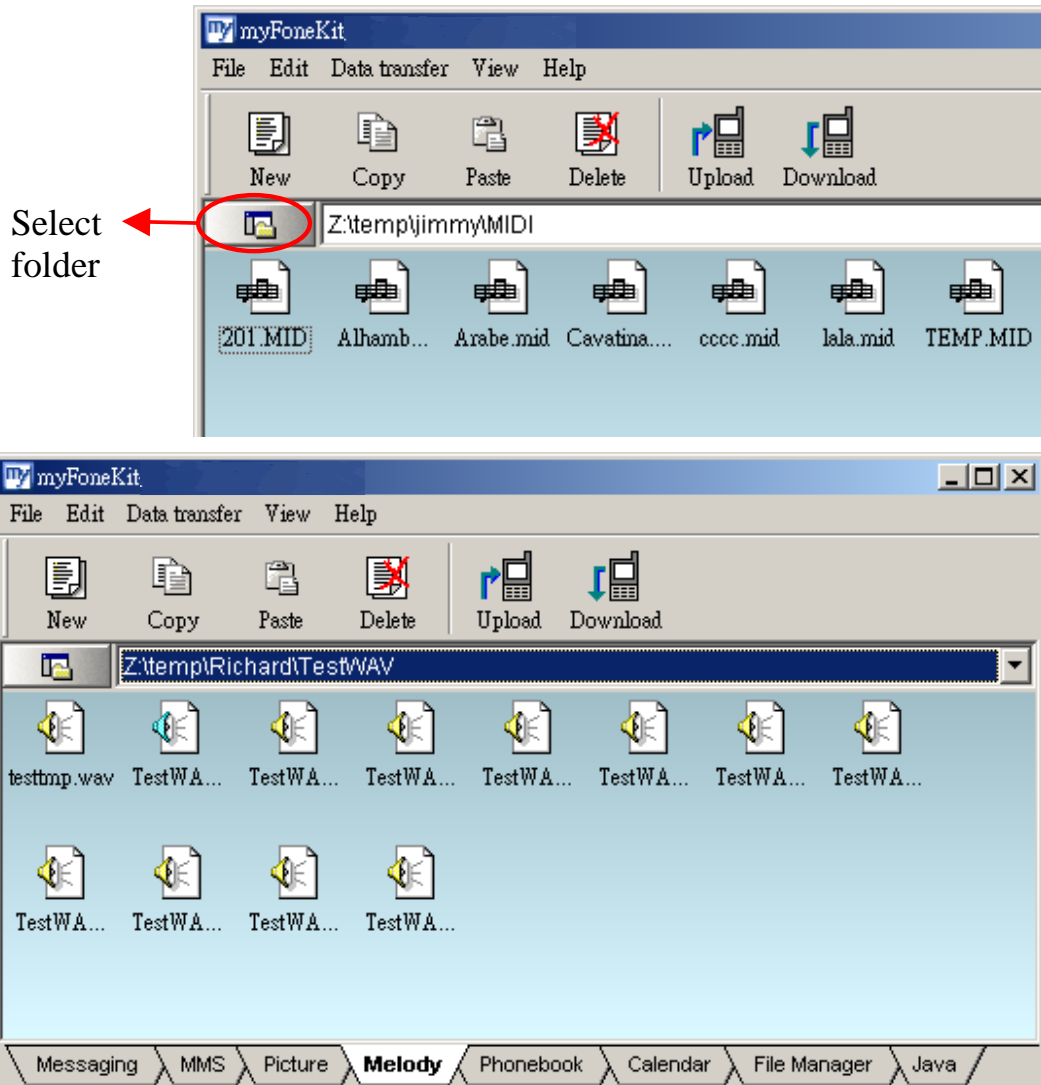 my myFoneKit
File Edit Data transfer View Help
New Copy Paste Delete Upload Download
Select folder
Z:\temp\jimmy\MIDI
201.MID Alhamb... Arabe.mid Cavatina.... cccc.mid lala.mid TEMP.MID
my myFoneKit
File Edit Data transfer View Help
New Copy Paste Delete Upload Download
Z:\temp\Richard\TestWAV
testtmp.wav TestWA... TestWA... TestWA... TestWA... TestWA... TestWA... TestWA...
TestWA... TestWA... TestWA... TestWA...
Messaging MMS Picture Melody Phonebook Calendar File Manager Java